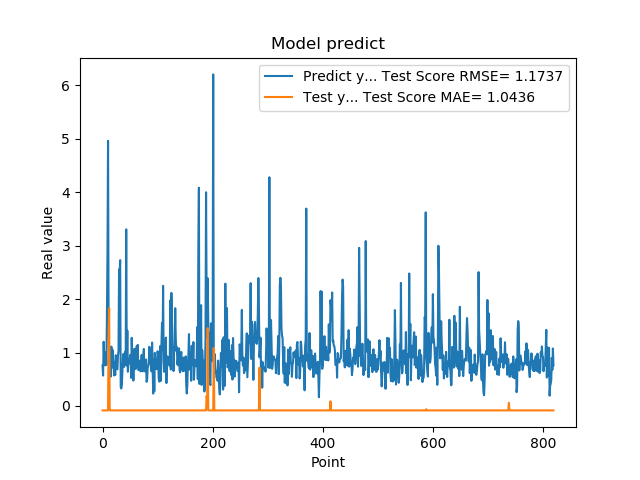 Model predict
Predict y... Test Score RMSE= 1.1737
Test y... Test Score MAE= 1.0436
Real value
6
5
4
3
2
1
0
0 200 400 600 800
Point